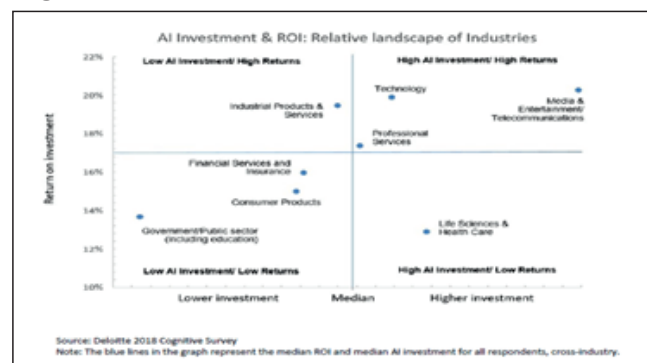 AI Investment & ROI: Relative landscape of Industries
Low AI Investment/ High Returns
High AI Investment/ High Returns
22%
20%
18%
16%
14%
12%
10%
Return on investment
Industrial Products &
Services
Technology
Media &
Entertainment/
Telecommunications
Professional
Services
Financial Services and
Insurance
Consumer Products
Government/Public sector
(including education)
Life Sciences &
Health Care
Low AI Investment/ Low Returns
High AI Investment/ Low Returns
Lower investment
Median
Higher investment
Source: Deloitte 2018 Cognitive Survey
Note: The blue lines in the graph represent the median ROI and median AI investment for all respondents, cross-industry.